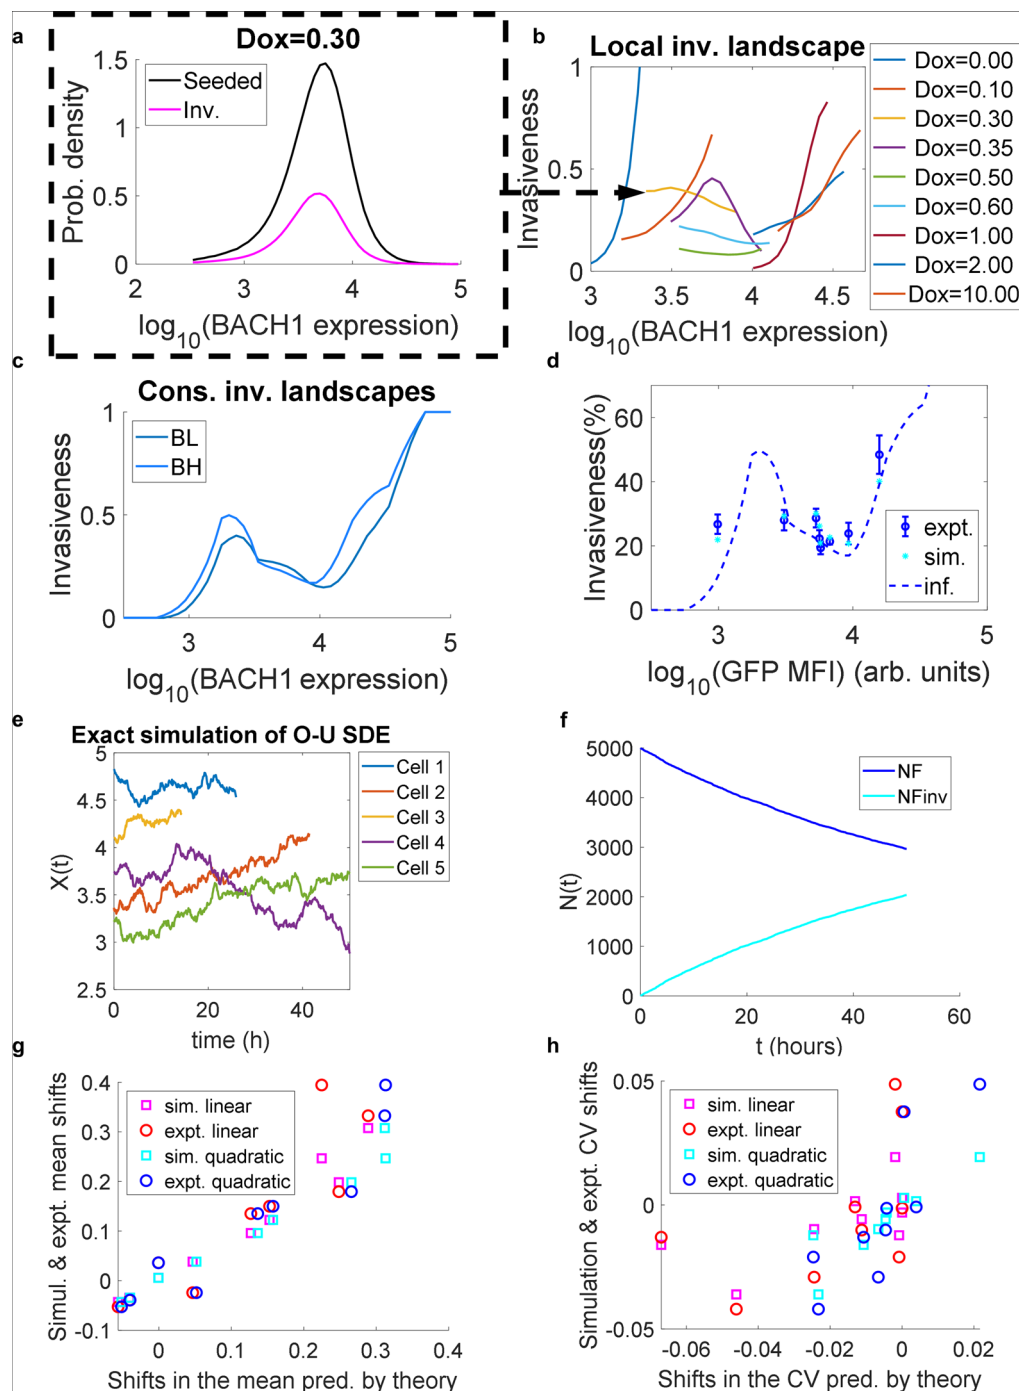 a
Dox=0.30
Prob. density
1.5
1
0.5
0
Seeded
Inv.
2
3
4
5
log10(BACH1 expression)
b
Local inv. landscape
Invasiveness
1
0.5
0
3
3.5
4
4.5
log10(BACH1 expression)
Dox=0.00
Dox=0.10
Dox=0.30
Dox=0.35
Dox=0.50
Dox=0.60
Dox=1.00
Dox=2.00
Dox=10.00
c
Cons. inv. landscapes
Invasiveness
1
0.5
0
BL
BH
3
4
5
log10(BACH1 expression)
d
Invasiveness(%)
60
40
20
0
expt.
sim.
inf.
3
4
5
log10(GFP MFI) (arb. units)
e
Exact simulation of O-U SDE
X(t)
5
4.5
4
3.5
3
2.5
Cell 1
Cell 2
Cell 3
Cell 4
Cell 5
0
20
40
time (h)
f
N(t)
5000
4000
3000
2000
1000
0
NF
NFinv
0
20
40
60
t (hours)
g
Simul. & expt. mean shifts
0.4
0.3
0.2
0.1
0
-0.1
sim. linear
expt. linear
sim. quadratic
expt. quadratic
0
0.1
0.2
0.3
0.4
Shifts in the mean pred. by theory
h
Simulation & expt. CV shifts
0.05
0
-0.05
sim. linear
expt. linear
sim. quadratic
expt. quadratic
-0.06
-0.04
-0.02
0
0.02
Shifts in the CV pred. by theory